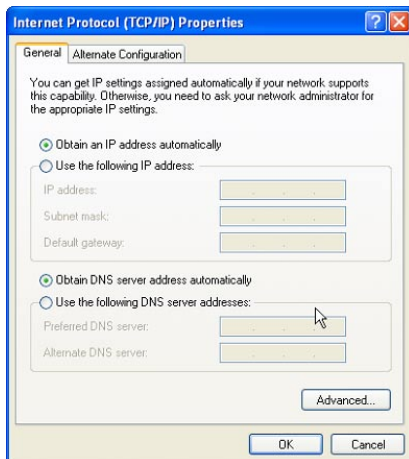 Internet Protocol (TCP/IP) Properties
General
Alternate Configuration
You can get IP settings assigned automatically if your network supports
this capability. Otherwise, you need to ask your network administrator for
the appropriate IP settings.
Obtain an IP address automatically
Use the following IP address:
IP address:
Subnet mask:
Default gateway:
Obtain DNS server address automatically
Use the following DNS server addresses:
Preferred DNS server:
Alternate DNS server:
Advanced...
OK
Cancel